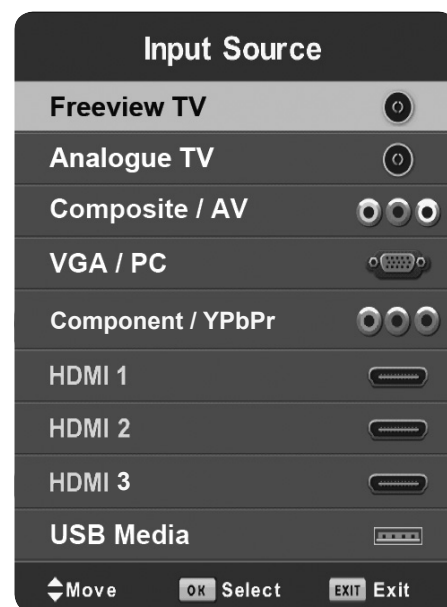 Input Source
Freeview TV
Analogue TV
Composite / AV
VGA / PC
Component / YPbPr
HDMI 1
HDMI 2
HDMI 3
USB Media
Move OK Select EXIT Exit